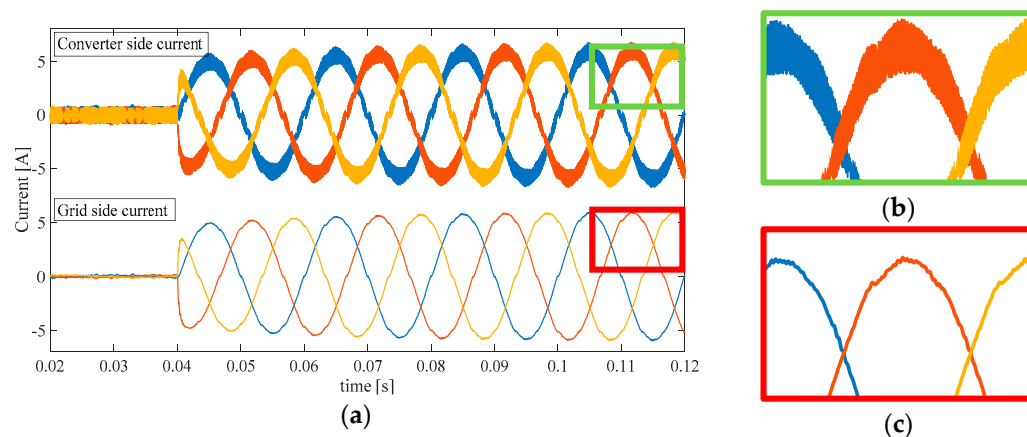 Converter side current
5
0
-5
Current [A]
Grid side current
5
0
-5
0.02 0.03 0.04 0.05 0.06 0.07 0.08 0.09 0.1 0.11 0.12
time [s]
(a)
(b)
(c)